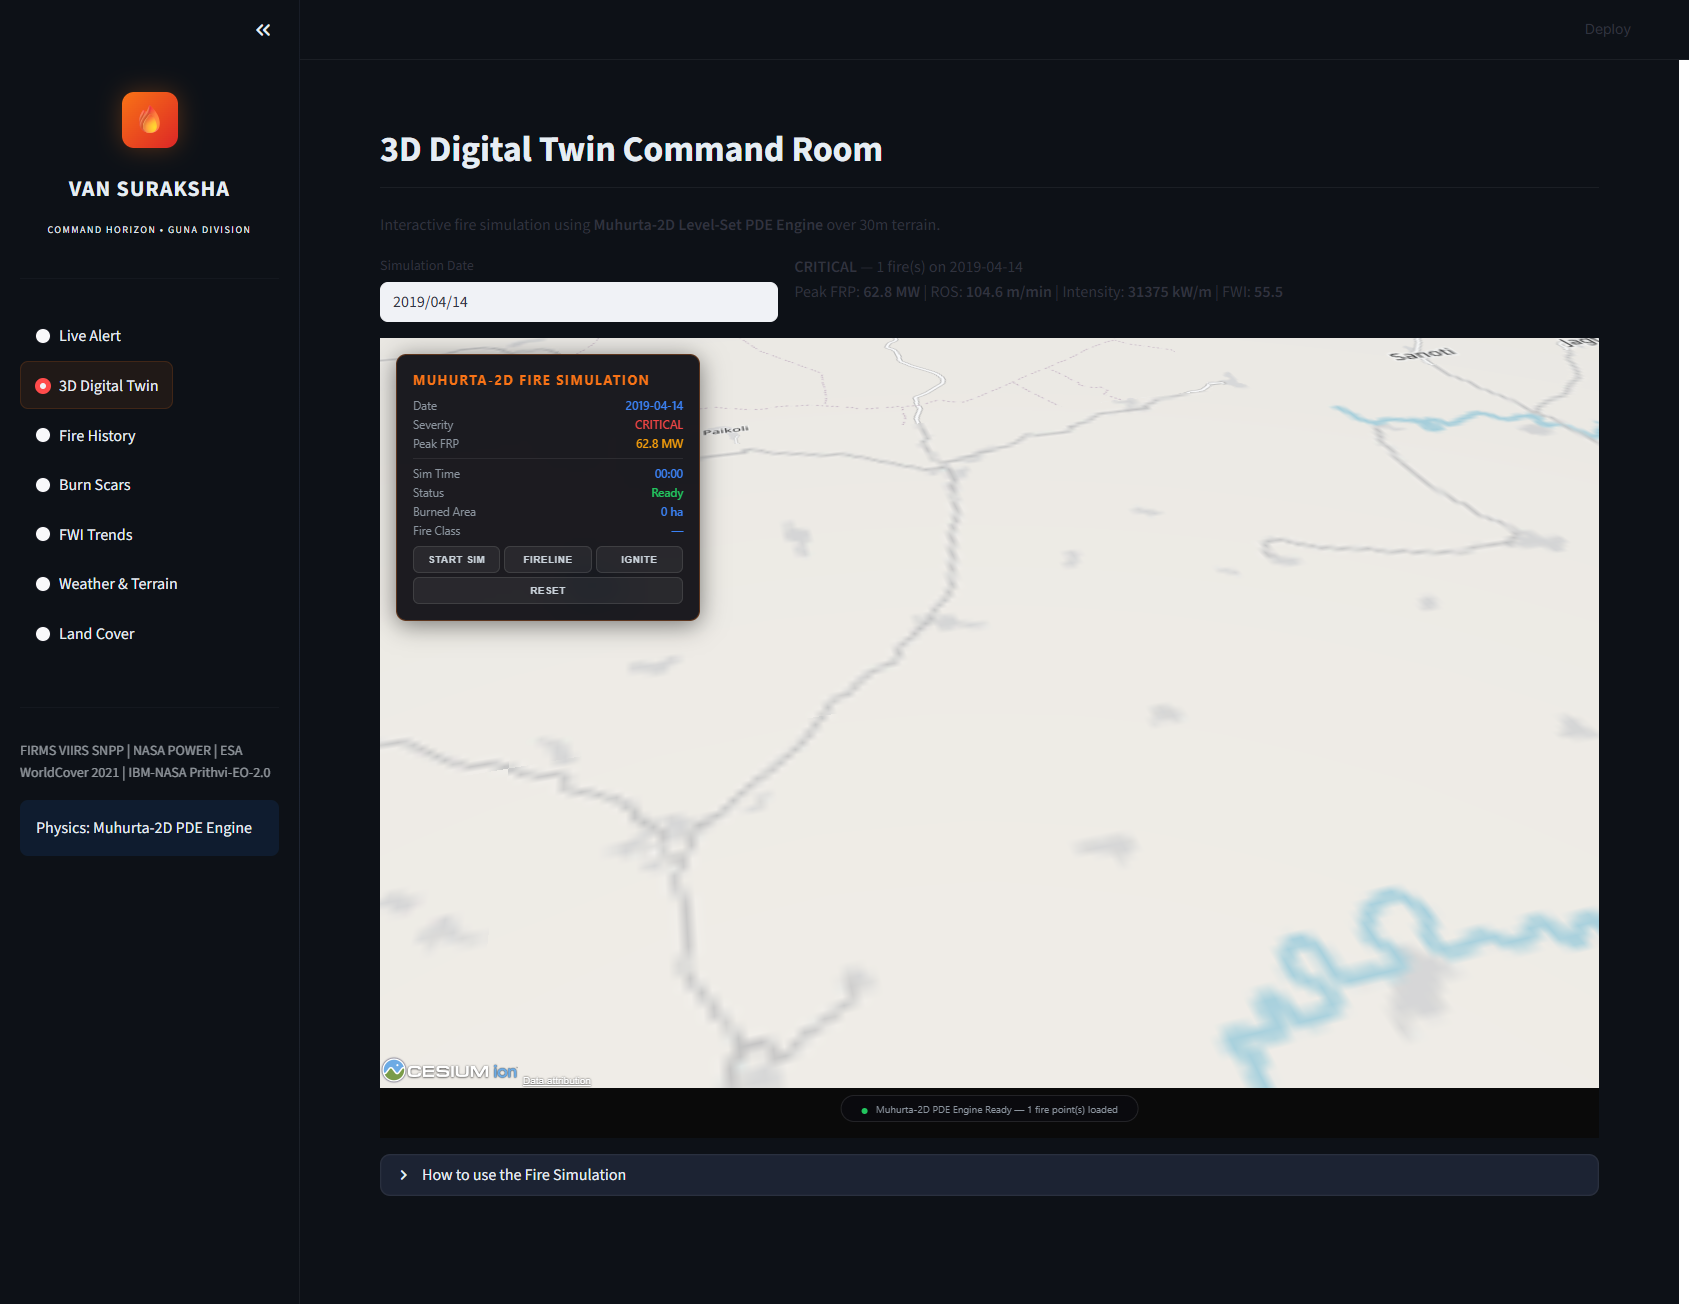 Deploy
VAN SURAKSHA
COMMAND HORIZON • GUNA DIVISION
Live Alert
3D Digital Twin
Fire History
Burn Scars
FWI Trends
Weather & Terrain
Land Cover
FIRMS VIIRS SNPP | NASA POWER | ESA
WorldCover 2021 | IBM-NASA Prithvi-EO-2.0
Physics: Muhurta-2D PDE Engine
3D Digital Twin Command Room
Interactive fire simulation using Muhurta-2D Level-Set PDE Engine over 30m terrain.
Simulation Date
2019/04/14
CRITICAL — 1 fire(s) on 2019-04-14
Peak FRP: 62.8 MW | ROS: 104.6 m/min | Intensity: 31375 kW/m | FWI: 55.5
MUHURTA-2D FIRE SIMULATION
Date 2019-04-14
Severity CRITICAL
Peak FRP 62.8 MW
Sim Time 00:00
Status Ready
Burned Area 0 ha
Fire Class —
START SIM FIRELINE IGNITE
RESET
Paikoli
Sanoti
CESIUM ion Data attribution
Muhurta-2D PDE Engine Ready — 1 fire point(s) loaded
How to use the Fire Simulation